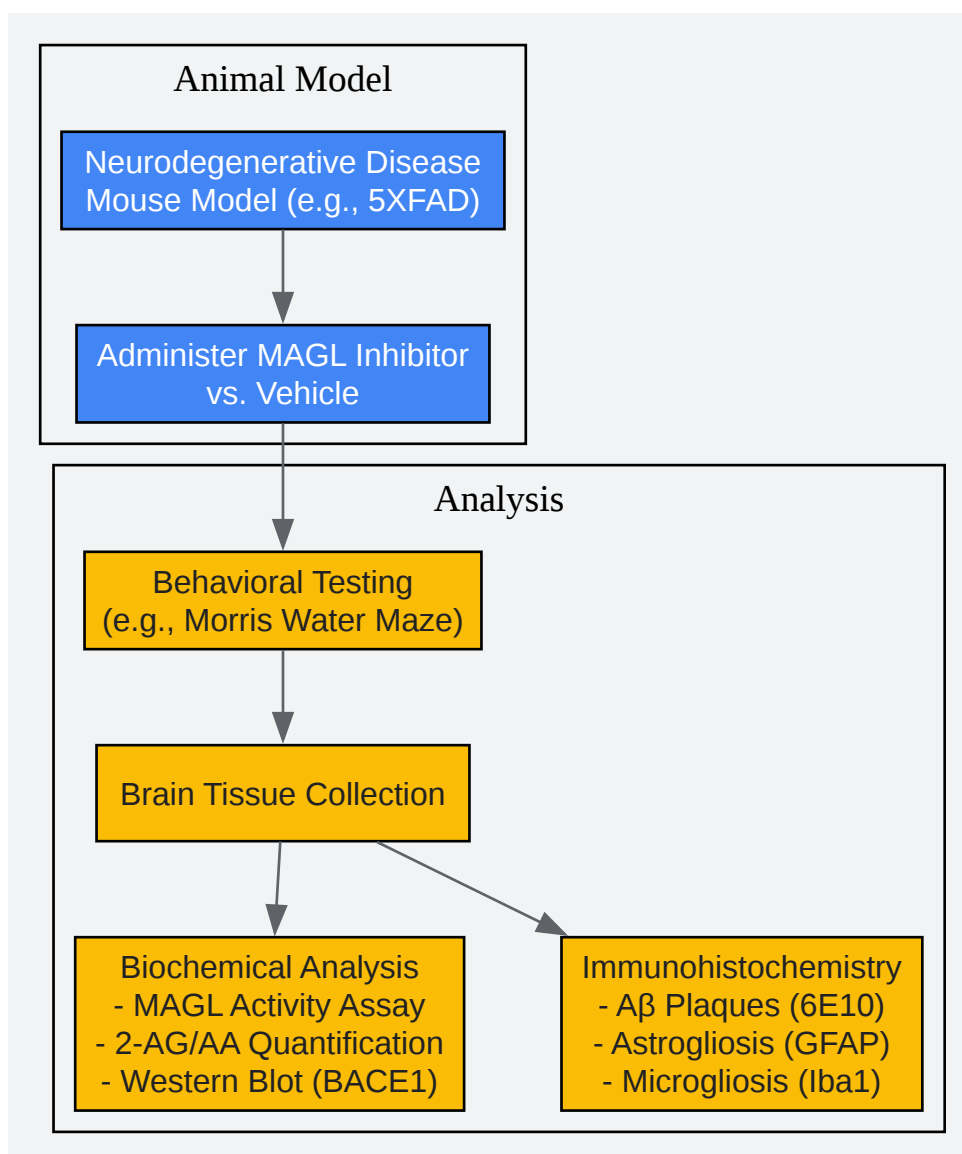 Animal Model
Neurodegenerative Disease
Mouse Model (e.g., 5XFAD)
Administer MAGL Inhibitor
vs. Vehicle
Analysis
Behavioral Testing
(e.g., Morris Water Maze)
Brain Tissue Collection
Biochemical Analysis
- MAGL Activity Assay
- 2-AG/AA Quantification
- Western Blot (BACE1)
Immunohistochemistry
- Aβ Plaques (6E10)
- Astrogliosis (GFAP)
- Microgliosis (Iba1)